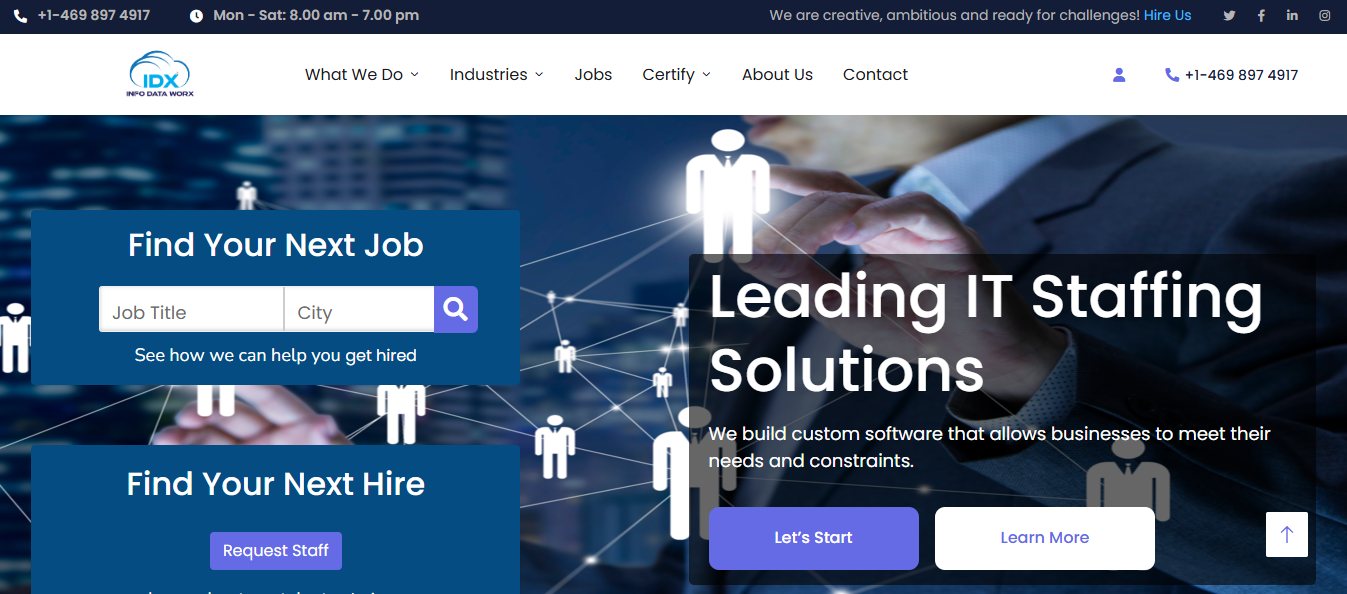 +1-469 897 4917
Mon - Sat: 8.00 am - 7.00 pm
We are creative, ambitious and ready for challenges! Hire Us
IDX
INFO DATA WORX
What We Do
Industries
Jobs
Certify
About Us
Contact
+1-469 897 4917
Find Your Next Job
Job Title
City
See how we can help you get hired
Find Your Next Hire
Request Staff
Leading IT Staffing
Solutions
We build custom software that allows businesses to meet their
needs and constraints.
Let's Start
Learn More